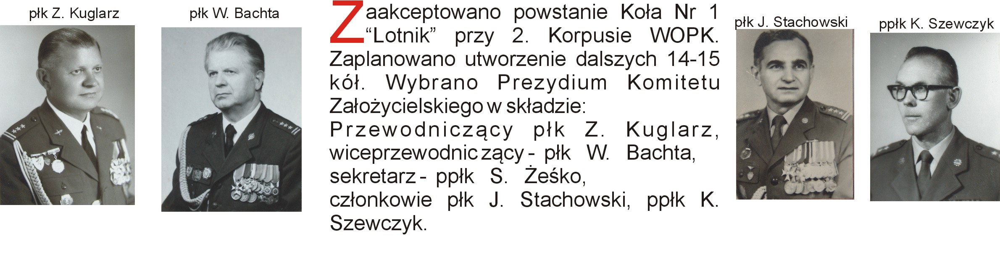 płk Z. Kuglarz
płk W. Bachta
Zaakceptowano powstanie Koła Nr 1
“Lotnik” przy 2. Korpusie WOPK.
Zaplanowano utworzenie dalszych 14-15
kół. Wybrano Prezydium Komitetu
Założycielskiego w składzie:
Przewodniczący płk Z. Kuglarz,
wiceprzewodniczący - płk W. Bachta,
sekretarz - ppłk S. Żeśko,
członkowie płk J. Stachowski, ppłk K.
Szewczyk.
płk J. Stachowski
ppłk K. Szewczyk